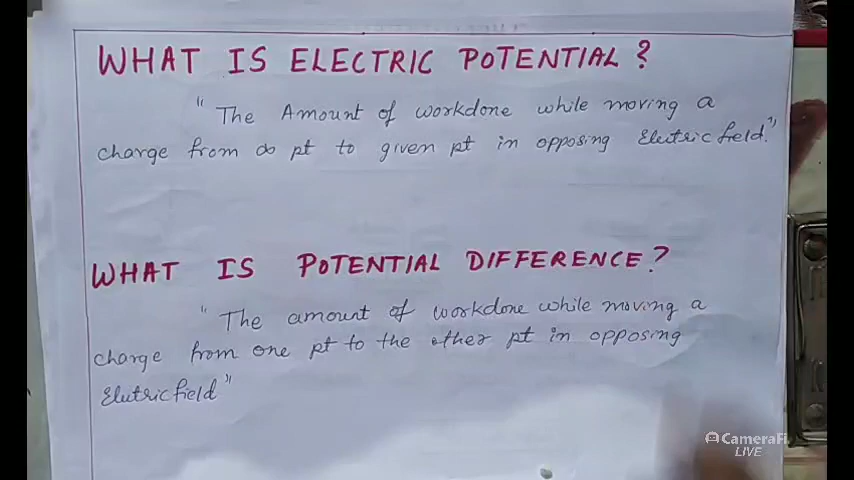 WHAT IS ELECTRIC POTENTIAL?
" The Amount of workdone while moving a
charge from ∞ pt to given pt in opposing Electric field."
WHAT IS POTENTIAL DIFFERENCE?
" The amount of workdone while moving a
charge from one pt to the other pt in opposing
Electric field"
CameraFi
LIVE